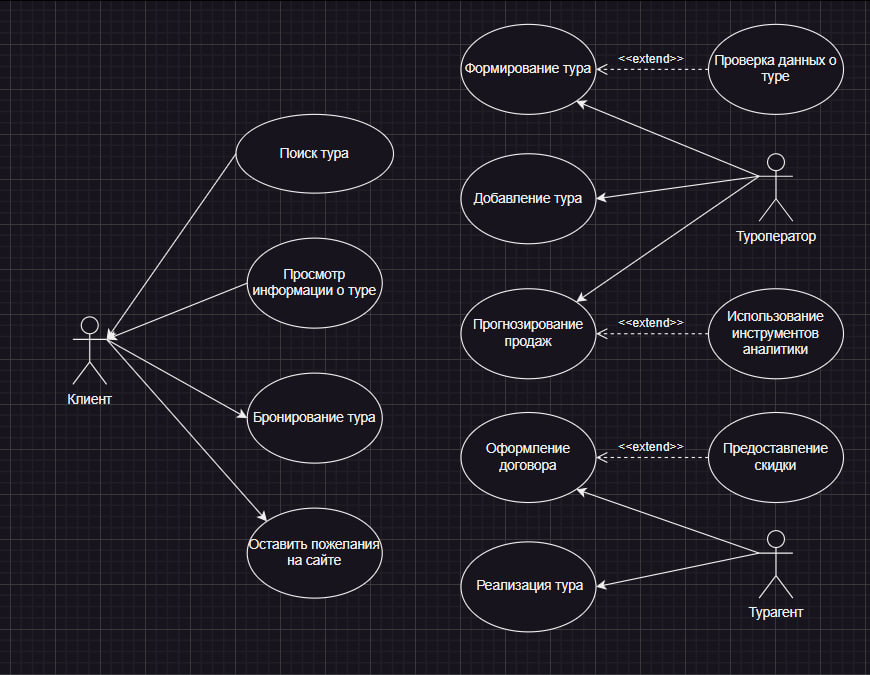 Поиск тура
Просмотр
информации о туре
Клиент
Бронирование тура
Оставить пожелания
на сайте
Формирование тура
<<extend>>
Проверка данных о
туре
Добавление тура
Туроператор
Прогнозирование
продаж
<<extend>>
Использование
инструментов
аналитики
Оформление
договора
<<extend>>
Предоставление
скидки
Реализация тура
Турагент